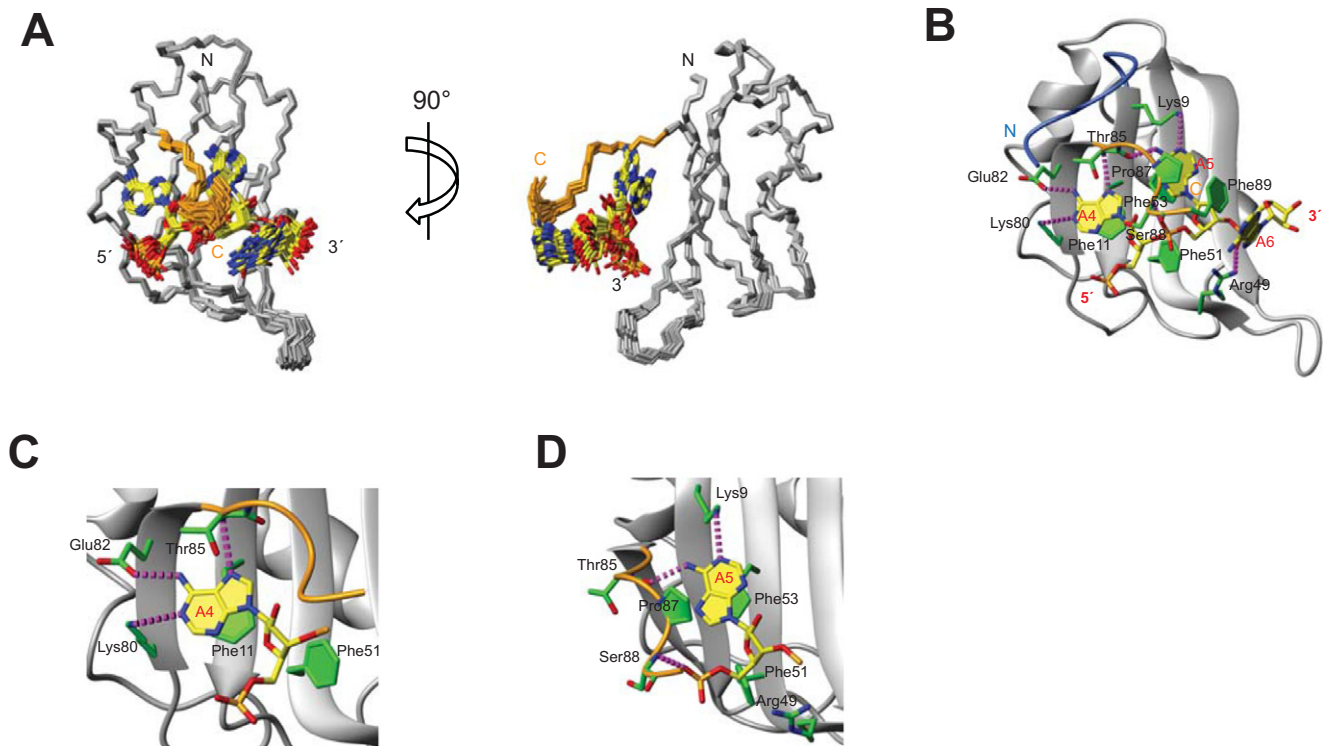 A
N
5´
C
3´
90°
N
C
3´
B
N
Lys9
Thr85
A5
Pro87
C
Glu82
Phe89
Phe53
A4
3´
Lys80
Ser88
A6
Phe11
Phe51
5´
Arg49
C
Glu82
Thr85
A4
Lys80
Phe11
Phe51
D
Lys9
Thr85
A5
Pro87
Phe53
Ser88
Phe51
Arg49